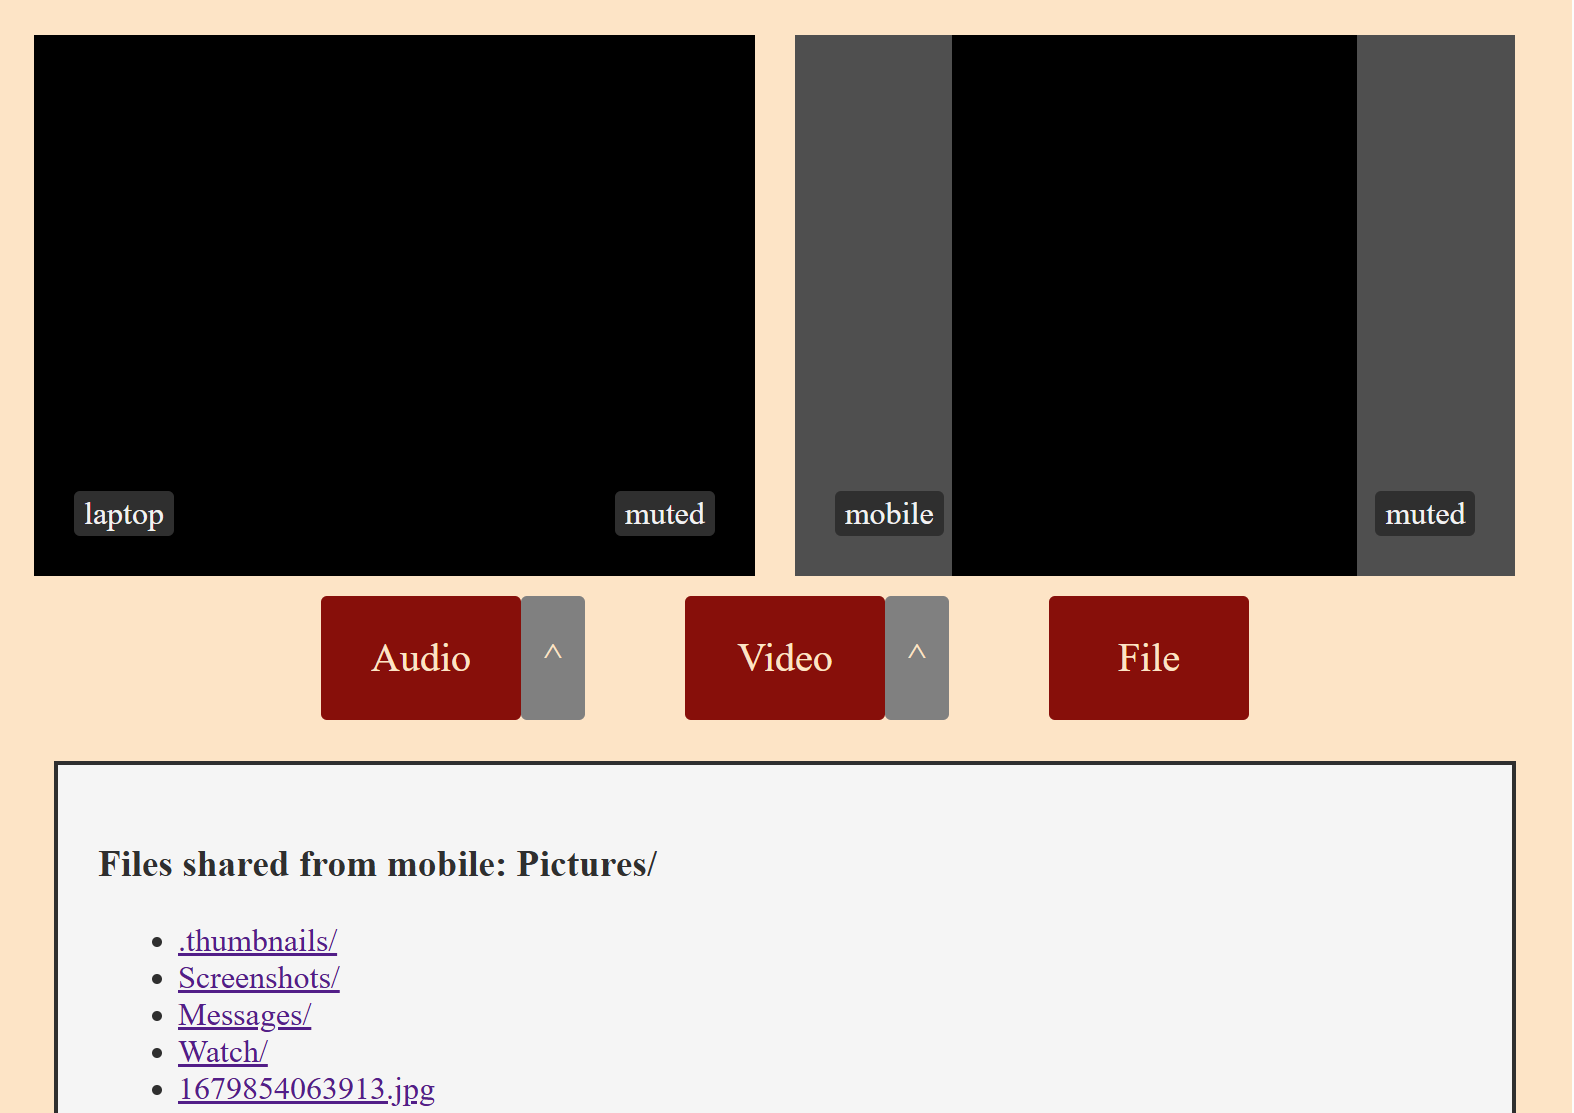 laptop muted mobile muted
Audio ^ Video ^ File
Files shared from mobile: Pictures/
.thumbnails/
Screenshots/
Messages/
Watch/
1679854063913.jpg